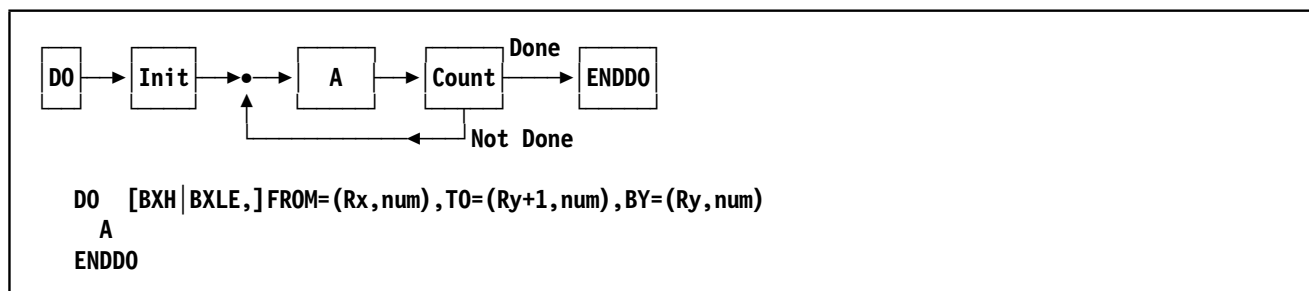 Done
DO Init A Count ENDDO
Not Done
DO [BXH|BXLE,]FROM=(Rx,num),TO=(Ry+1,num),BY=(Ry,num)
A
ENDDO